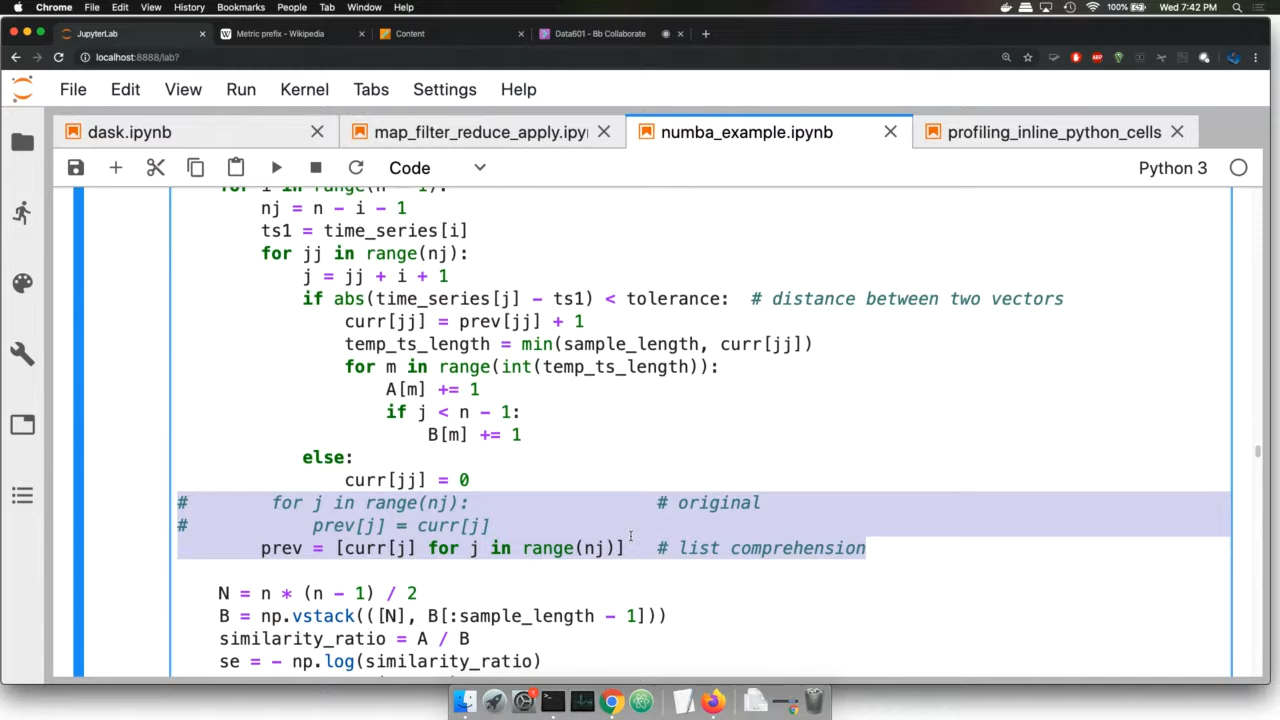 Chrome File Edit View History Bookmarks People Tab Window Help 100% Wed 7:42 PM
JupyterLab Metric prefix - Wikipedia Content Data601 - Bb Collaborate
localhost:8888/lab?
File Edit View Run Kernel Tabs Settings Help
dask.ipynb map_filter_reduce_apply.ipy numba_example.ipynb profiling_inline_python_cells
Code Python 3
for i in range(n - 1):
nj = n - i - 1
ts1 = time_series[i]
for jj in range(nj):
j = jj + i + 1
if abs(time_series[j] - ts1) < tolerance: # distance between two vectors
curr[jj] = prev[jj] + 1
temp_ts_length = min(sample_length, curr[jj])
for m in range(int(temp_ts_length)):
A[m] += 1
if j < n - 1:
B[m] += 1
else:
curr[jj] = 0
# for j in range(nj): # original
# prev[j] = curr[j]
prev = [curr[j] for j in range(nj)] # list comprehension
N = n * (n - 1) / 2
B = np.vstack(([N], B[:sample_length - 1]))
similarity_ratio = A / B
se = - np.log(similarity_ratio)